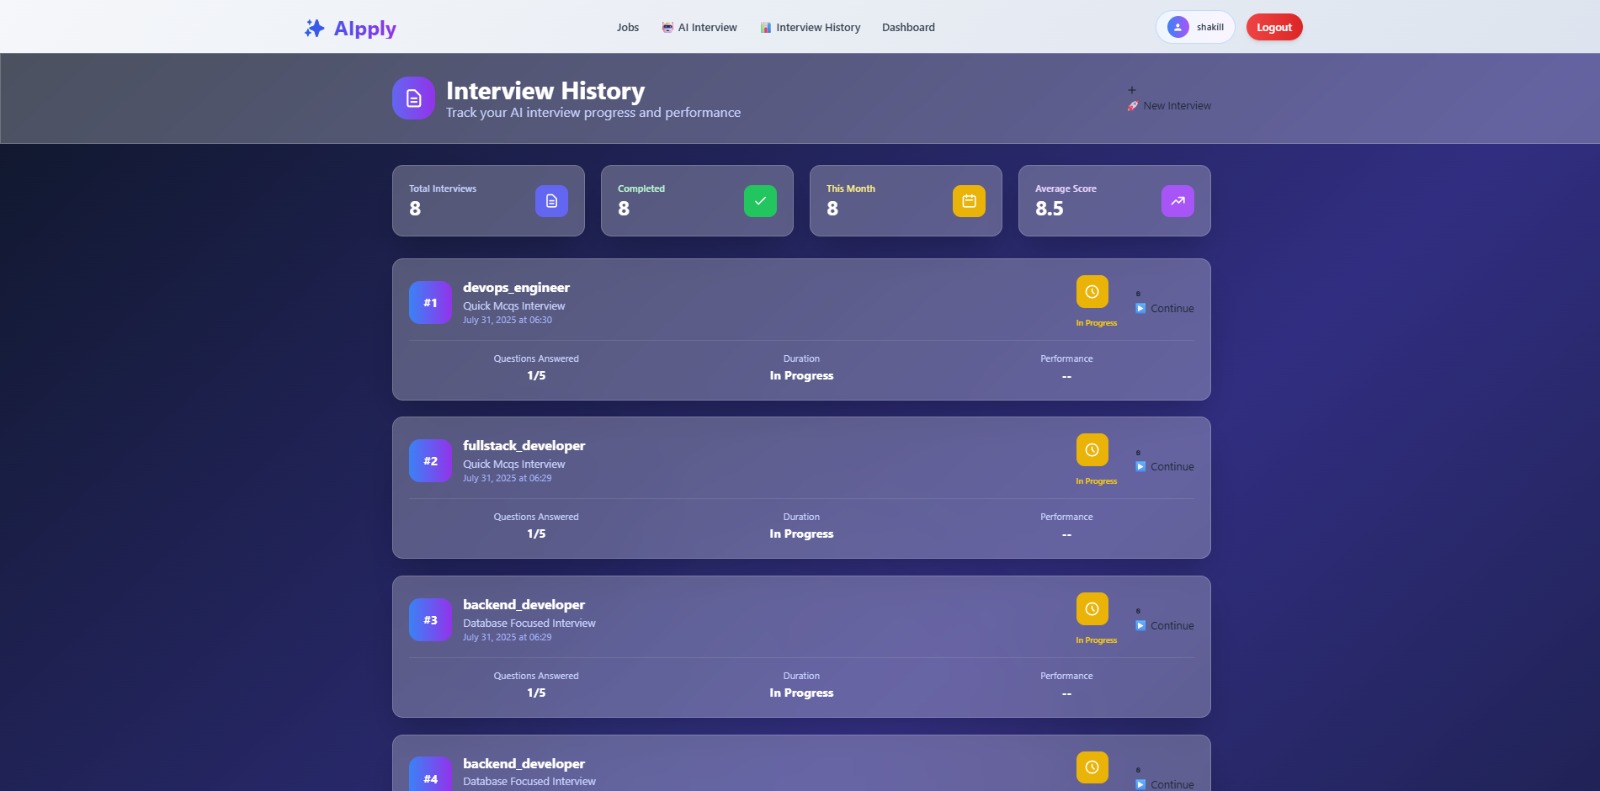 AIpply
Jobs
AI Interview
Interview History
Dashboard
shakill
Logout
Interview History
Track your AI interview progress and performance
+
New Interview
Total Interviews
8
Completed
8
This Month
8
Average Score
8.5
#1
devops_engineer
Quick Mcqs Interview
July 31, 2025 at 06:30
In Progress
Continue
Questions Answered
1/5
Duration
In Progress
Performance
--
#2
fullstack_developer
Quick Mcqs Interview
July 31, 2025 at 06:29
In Progress
Continue
Questions Answered
1/5
Duration
In Progress
Performance
--
#3
backend_developer
Database Focused Interview
July 31, 2025 at 06:29
In Progress
Continue
Questions Answered
1/5
Duration
In Progress
Performance
--
#4
backend_developer
Database Focused Interview
Continue